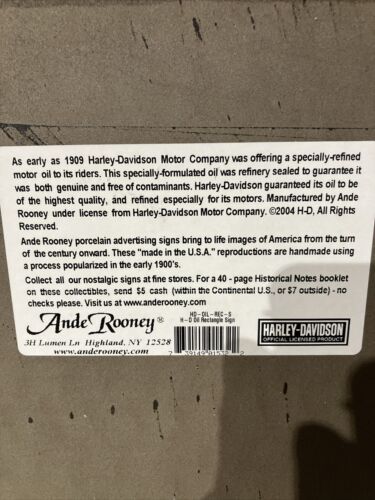 As early as 1909 Harley-Davidson Motor Company was offering a specially-refined
motor oil to its riders. This specially-formulated oil was refinery sealed to guarantee it
was both genuine and free of contaminants. Harley-Davidson guaranteed its oil to be
of the highest quality, and refined especially for its motors. Manufactured by Ande
Rooney under license from Harley-Davidson Motor Company. ©2004 H-D, All Rights
Reserved.
Ande Rooney porcelain advertising signs bring to life images of America from the turn
of the century onward. These "made in the U.S.A." reproductions are handmade using
a process popularized in the early 1900's.
Collect all our nostalgic signs at fine stores. For a 40 - page Historical Notes booklet
on these collectibles, send $5 cash (within the Continental U.S., or $7 outside) - no
checks please. Visit us at www.anderooney.com
Ande Rooney®
3H Lumen Ln Highland, NY 12528
www.anderooney.com
HD-OIL-REC-S
H-D Oil Rectangle Sign
HARLEY-DAVIDSON
OFFICIAL LICENSED PRODUCT